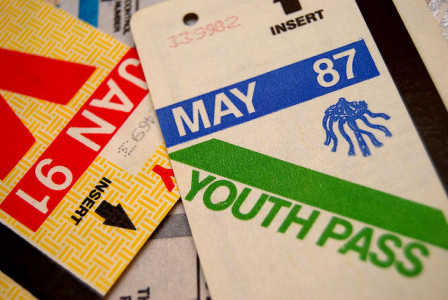 335982
INSERT
MAY 87
YOUTH PASS
JAN 91
INSERT